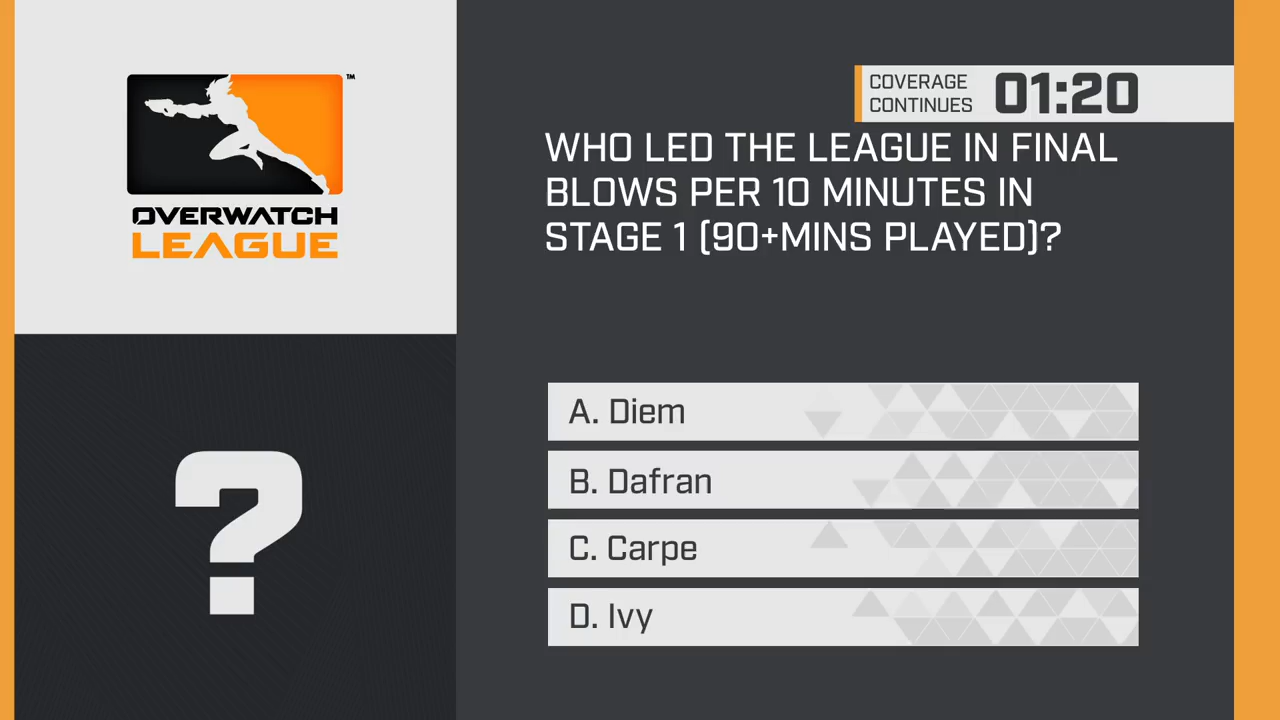 ™
OVERWATCH
LEAGUE
COVERAGE
CONTINUES
01:20
WHO LED THE LEAGUE IN FINAL
BLOWS PER 10 MINUTES IN
STAGE 1 (90+MINS PLAYED)?
?
A. Diem
B. Dafran
C. Carpe
D. Ivy